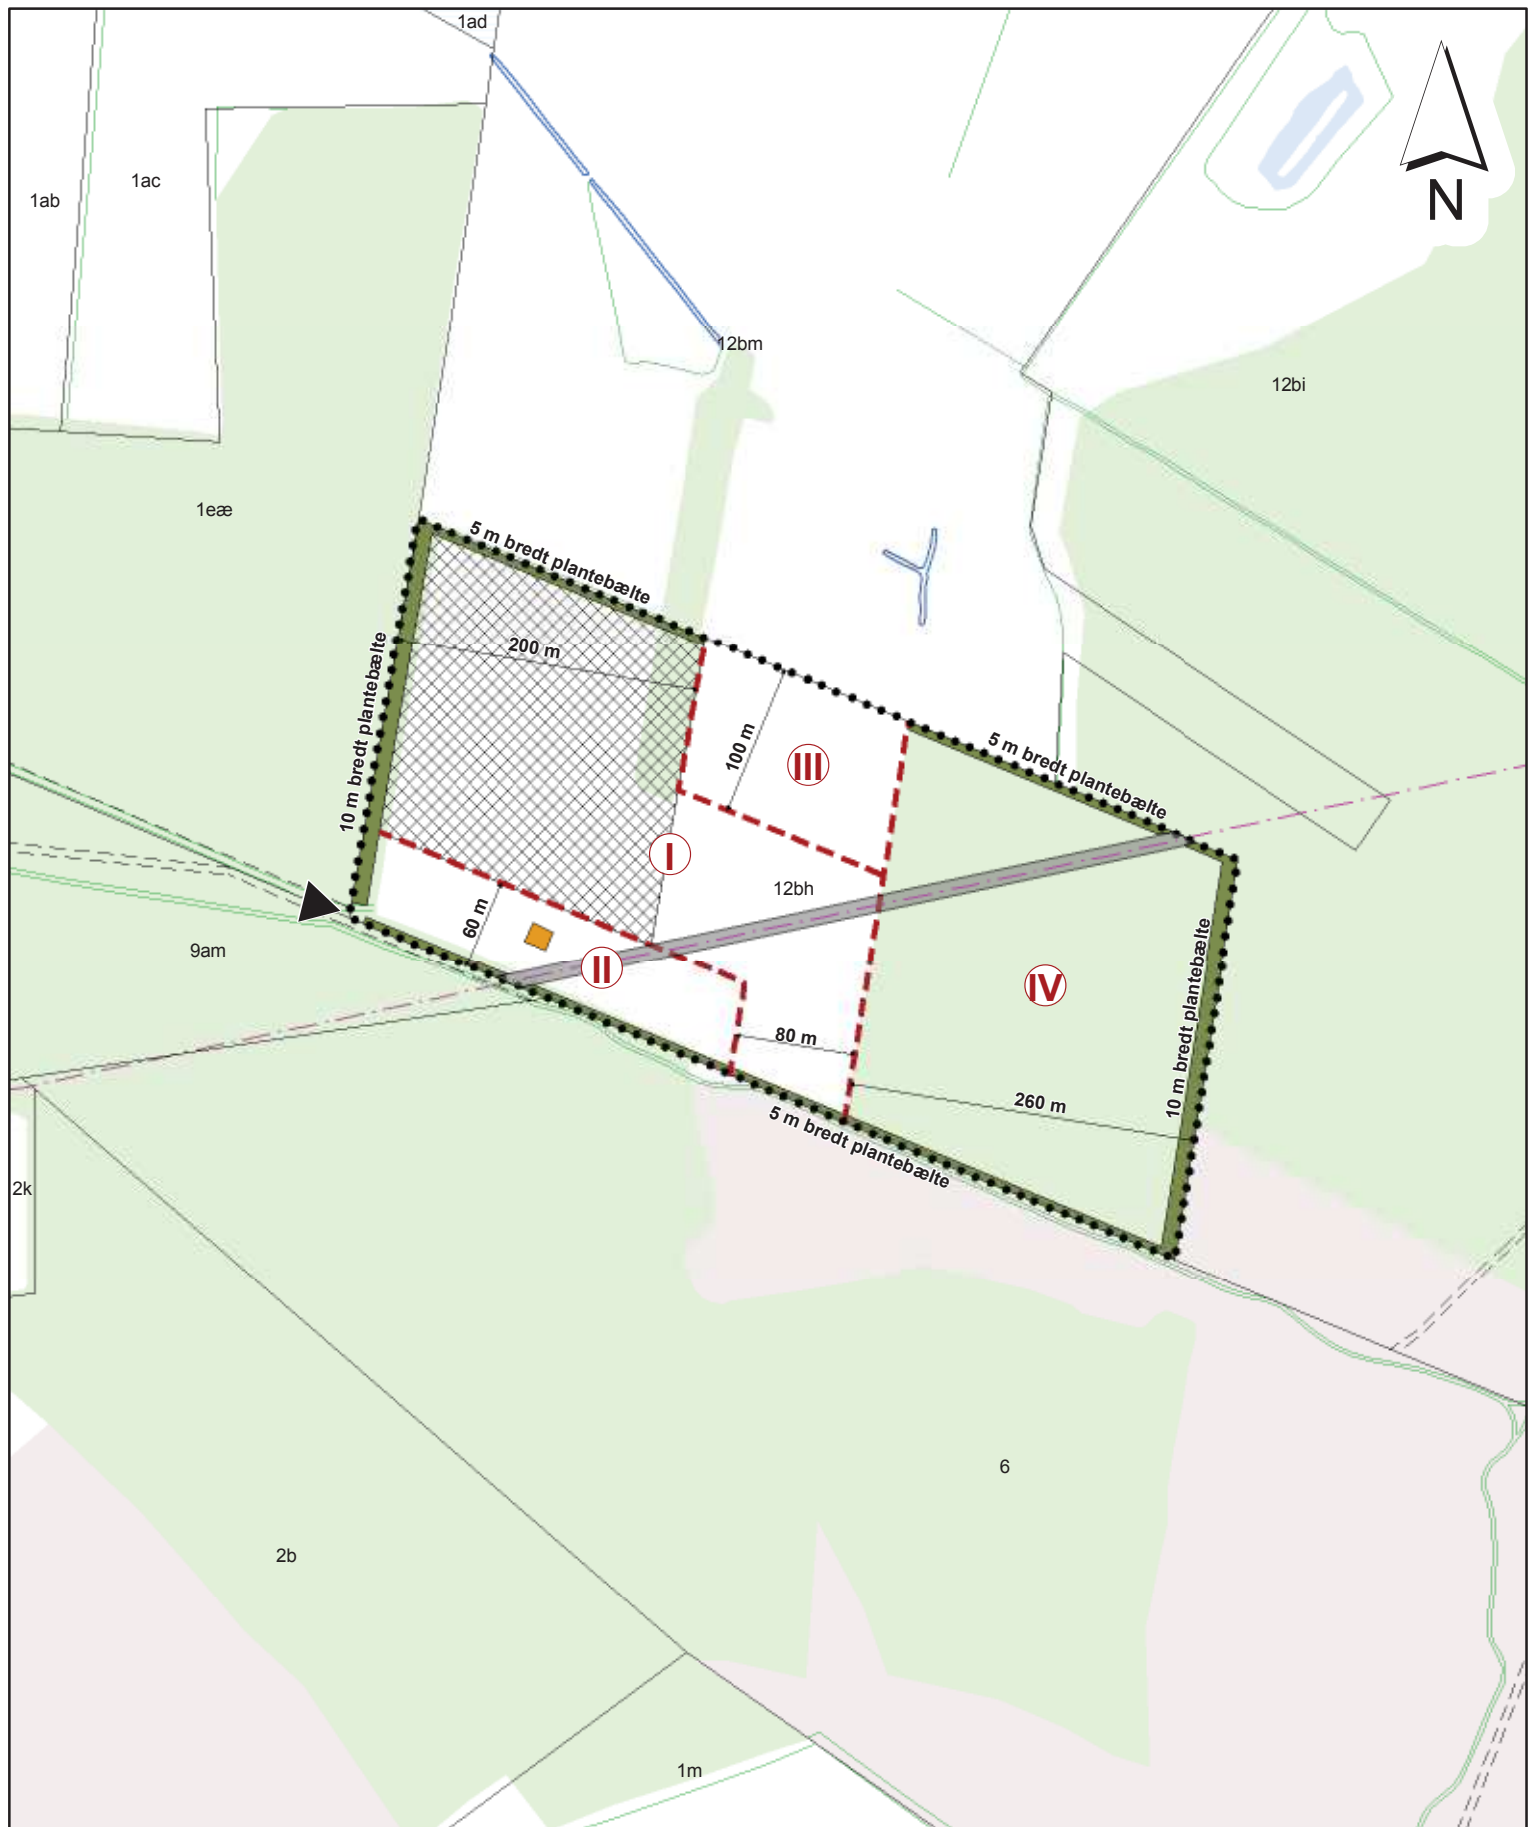 1ad
1ac
1ab
N
12bm
12bi
1eæ
5 m bredt plantebælte
200 m
10 m bredt plantebælte
100 m
III
5 m bredt plantebælte
I
12bh
60 m
9am
II
IV
10 m bredt plantebælte
80 m
260 m
5 m bredt plantebælte
2k
6
2b
1m